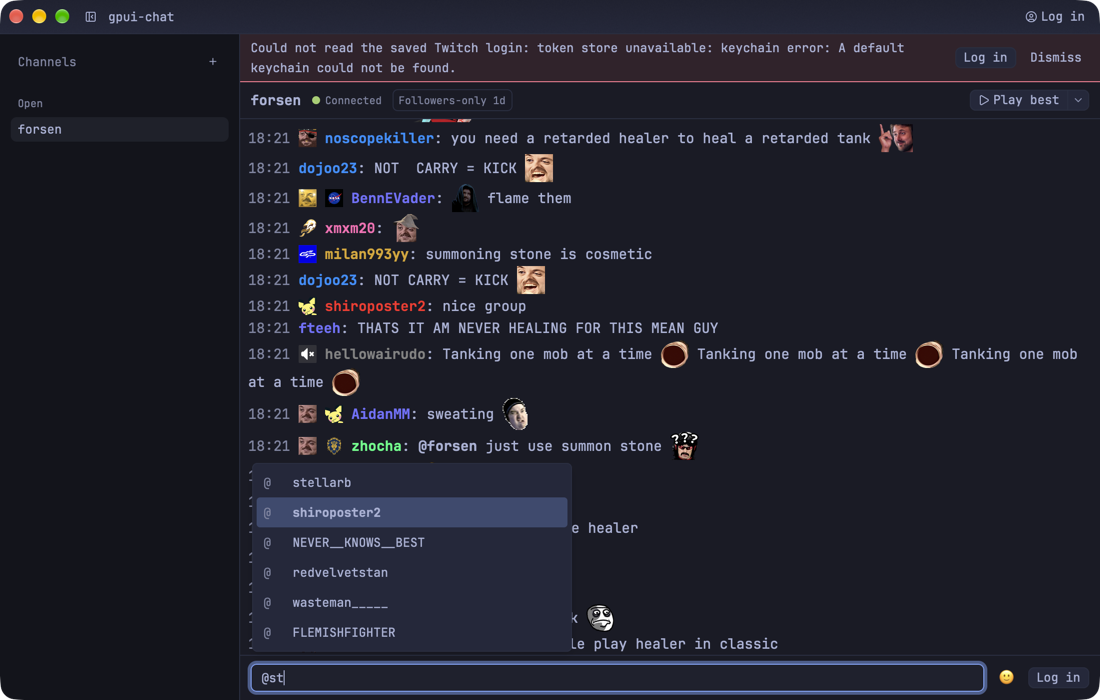 gpui-chat
Log in
Channels
+
Open
forsen
Could not read the saved Twitch login: token store unavailable: keychain error: A default
keychain could not be found.
Log in
Dismiss
forsen
Connected
Followers-only 1d
Play best
18:21 noscopekiller: you need a retarded healer to heal a retarded tank
18:21 dojoo23: NOT  CARRY = KICK
18:21 BennEVader: flame them
18:21 xmxm20:
18:21 milan993yy: summoning stone is cosmetic
18:21 dojoo23: NOT CARRY = KICK
18:21 shiroposter2: nice group
18:21 fteeh: THATS IT AM NEVER HEALING FOR THIS MEAN GUY
18:21 hellowairudo: Tanking one mob at a time Tanking one mob at a time Tanking one mob
at a time
18:21 AidanMM: sweating
18:21 zhocha: @forsen just use summon stone ???
@ stellarb
@ shiroposter2
healer
@ NEVER__KNOWS__BEST
@ redvelvetstan
@ wasteman_____
@ FLEMISHFIGHTER
play healer in classic
@st
Log in